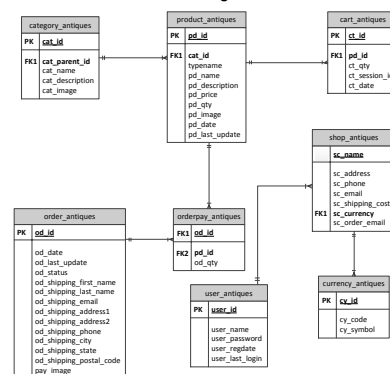 category_antiques
PK cat_id
FK1 cat_parent_id
cat_name
cat_description
cat_image
product_antiques
PK pd_id
FK1 cat_id
typename
pd_name
pd_description
pd_price
pd_qty
pd_image
pd_date
pd_last_update
cart_antiques
PK ct_id
FK1 pd_id
ct_qty
ct_session_id
ct_date
shop_antiques
sc_name
sc_address
sc_phone
sc_email
sc_shipping_cost
FK1 sc_currency
sc_order_email
order_antiques
PK od_id
od_date
od_last_update
od_status
od_shipping_first_name
od_shipping_last_name
od_shipping_email
od_shipping_address1
od_shipping_address2
od_shipping_phone
od_shipping_city
od_shipping_state
od_shipping_postal_code
pay_image
orderpay_antiques
FK1 od_id
FK2 pd_id
od_qty
user_antiques
PK user_id
user_name
user_password
user_regdate
user_last_login
currency_antiques
PK cy_id
cy_code
cy_symbol